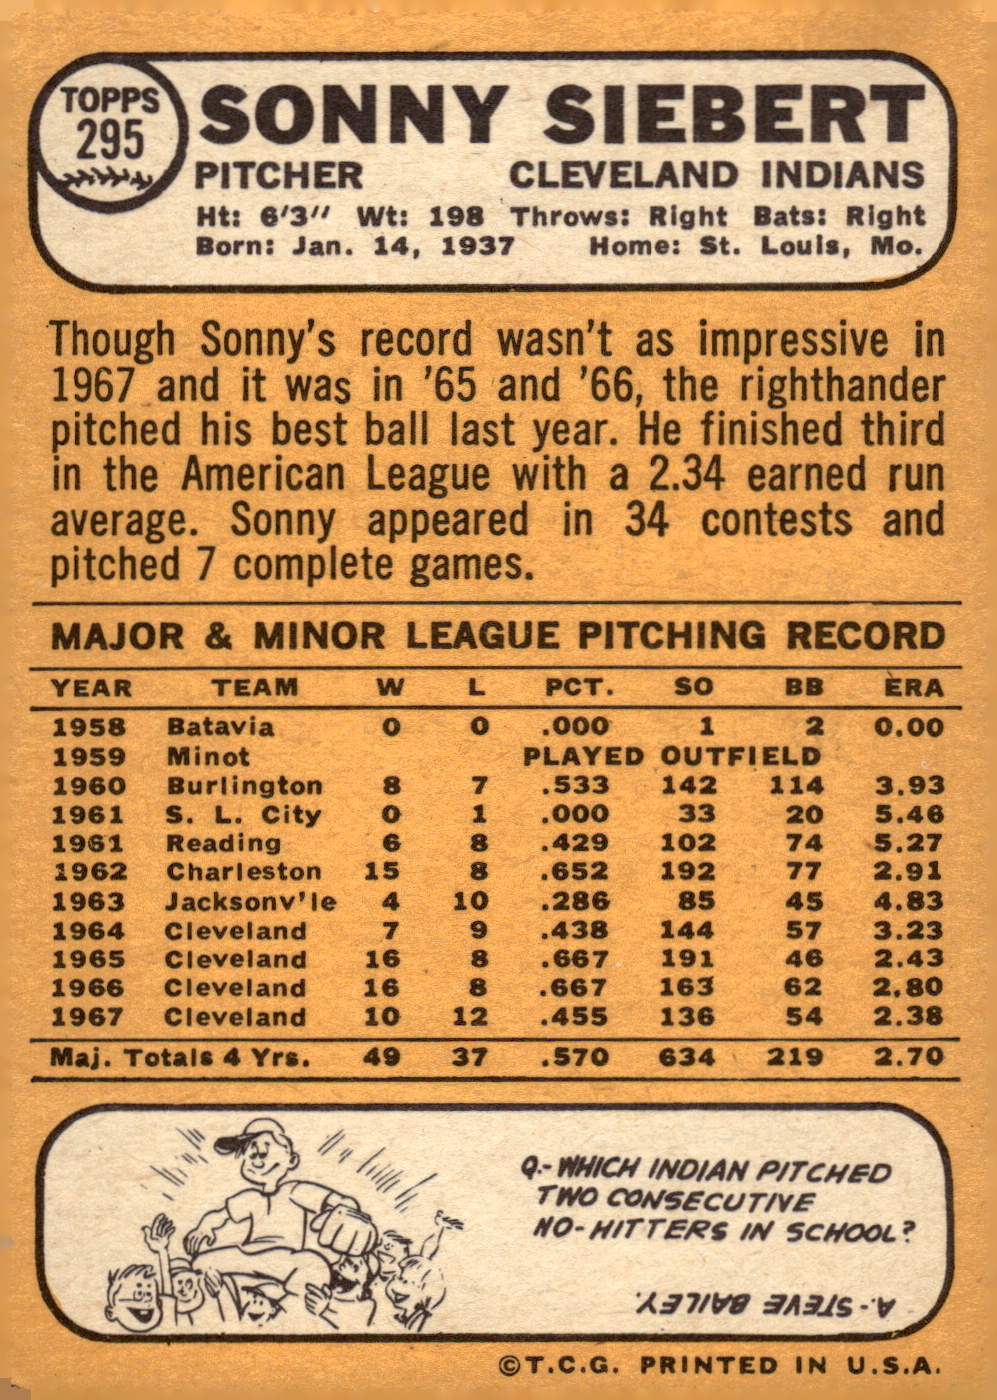 TOPPS
295
SONNY SIEBERT
PITCHER CLEVELAND INDIANS
Ht: 6'3" Wt: 198 Throws: Right Bats: Right
Born: Jan. 14, 1937 Home: St. Louis, Mo.
Though Sonny's record wasn't as impressive in
1967 and it was in '65 and '66, the righthander
pitched his best ball last year. He finished third
in the American League with a 2.34 earned run
average. Sonny appeared in 34 contests and
pitched 7 complete games.
MAJOR & MINOR LEAGUE PITCHING RECORD
YEAR TEAM W L PCT. SO BB ERA
1958 Batavia 0 0 .000 1 2 0.00
1959 Minot PLAYED OUTFIELD
1960 Burlington 8 7 .533 142 114 3.93
1961 S. L. City 0 1 .000 33 20 5.46
1961 Reading 6 8 .429 102 74 5.27
1962 Charleston 15 8 .652 192 77 2.91
1963 Jacksonv'le 4 10 .286 85 45 4.83
1964 Cleveland 7 9 .438 144 57 3.23
1965 Cleveland 16 8 .667 191 46 2.43
1966 Cleveland 16 8 .667 163 62 2.80
1967 Cleveland 10 12 .455 136 54 2.38
Maj. Totals 4 Yrs. 49 37 .570 634 219 2.70
Q.-WHICH INDIAN PITCHED
TWO CONSECUTIVE
NO-HITTERS IN SCHOOL?
A.-STEVE BAILEY.
©T.C.G. PRINTED IN U.S.A.